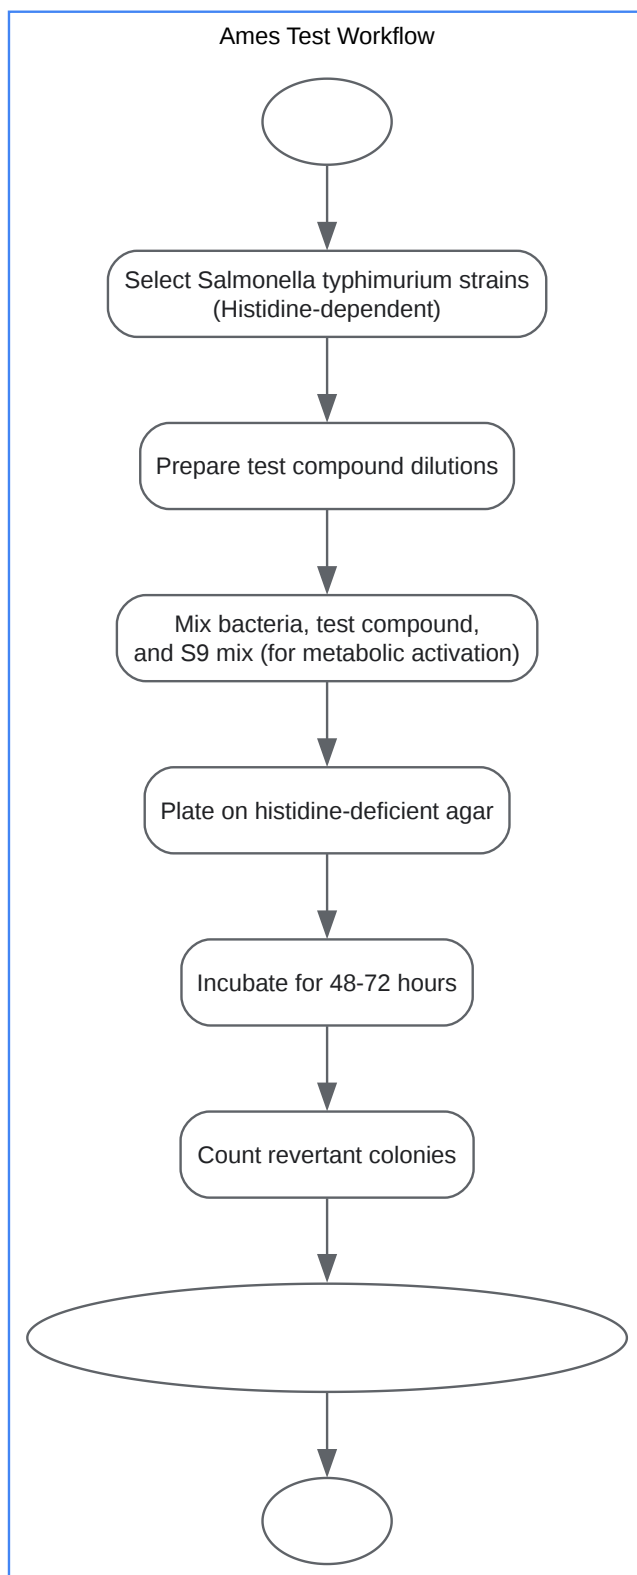 Ames Test Workflow
Select Salmonella typhimurium strains
(Histidine-dependent)
Prepare test compound dilutions
Mix bacteria, test compound,
and S9 mix (for metabolic activation)
Plate on histidine-deficient agar
Incubate for 48-72 hours
Count revertant colonies